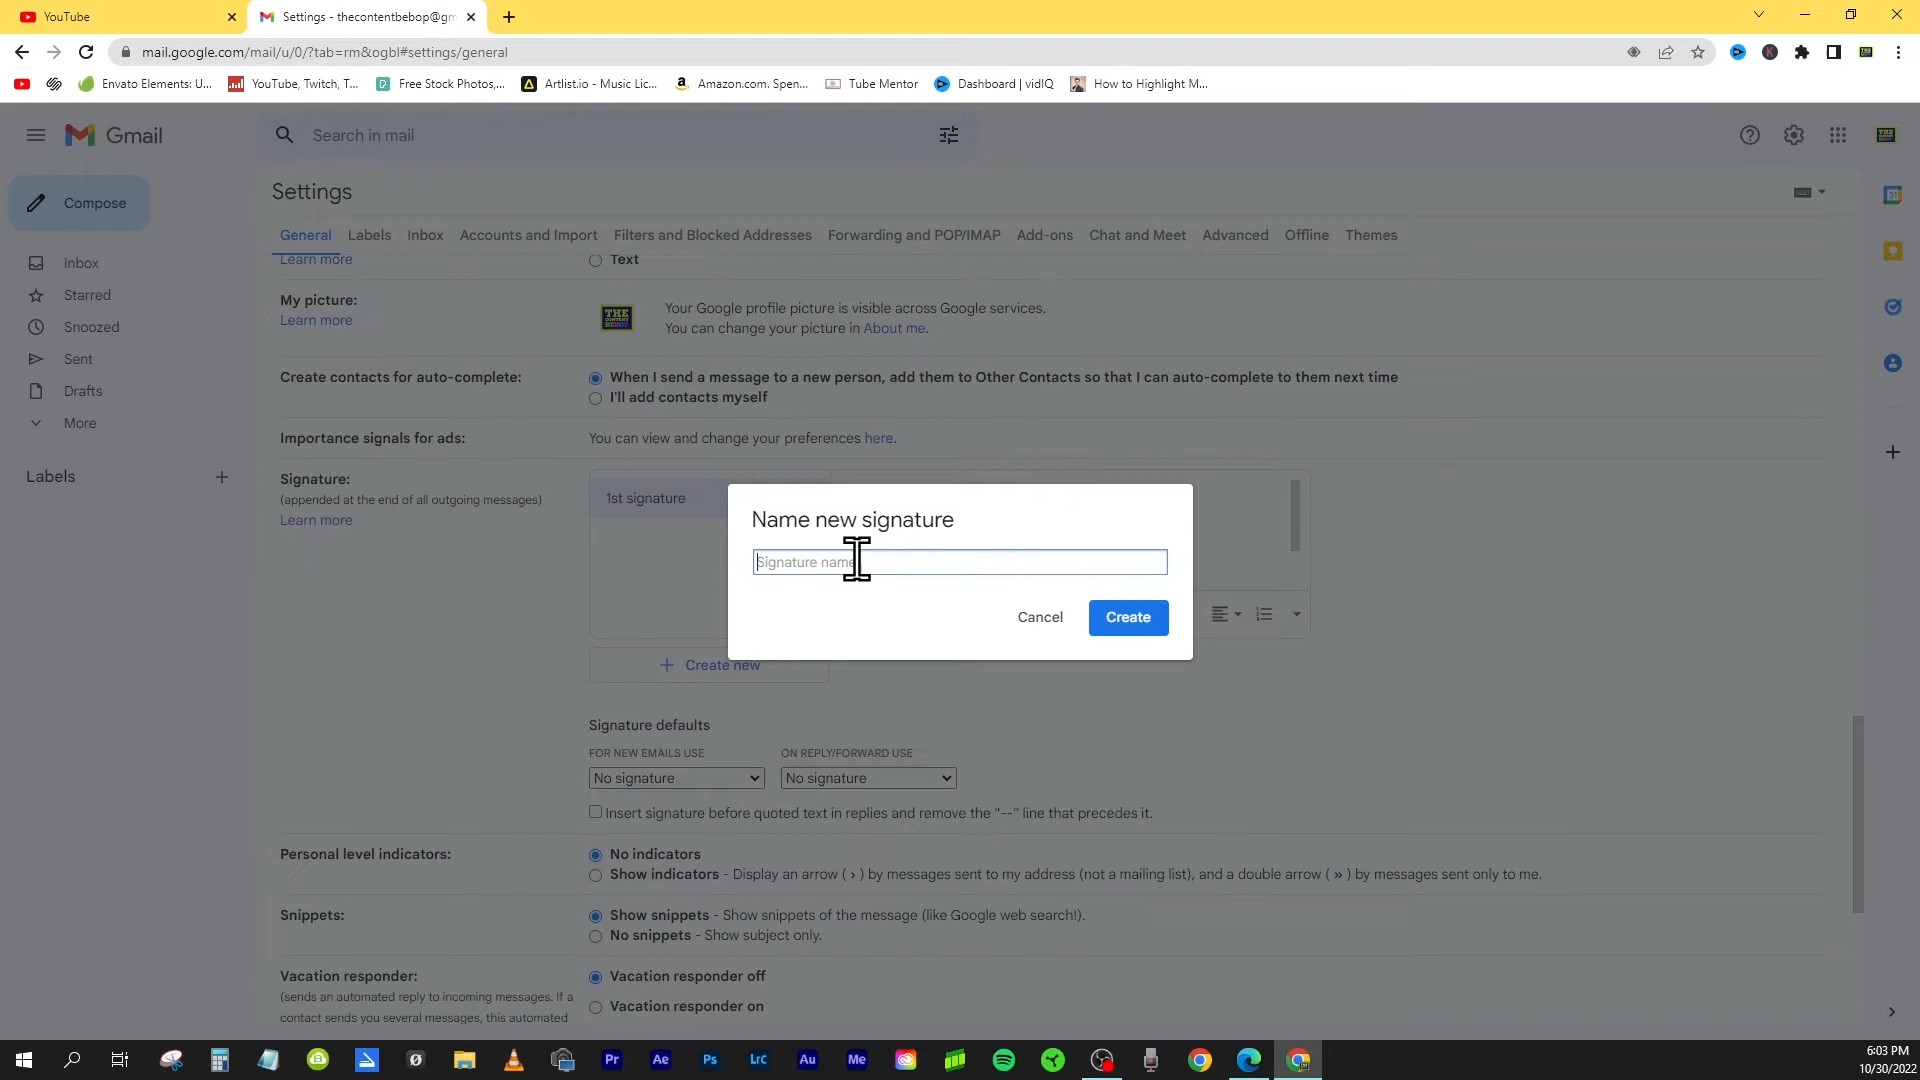 YouTube
Settings - thecontentbebop@gm
mail.google.com/mail/u/0/?tab=rm&ogbl#settings/general
Envato Elements: U...
YouTube, Twitch, T...
Free Stock Photos,...
Artlist.io - Music Lic...
Amazon.com. Spen...
Tube Mentor
Dashboard | vidIQ
How to Highlight M...
Gmail
Search in mail
Compose
Inbox
Starred
Snoozed
Sent
Drafts
More
Labels
Settings
General Labels Inbox Accounts and Import Filters and Blocked Addresses Forwarding and POP/IMAP Add-ons Chat and Meet Advanced Offline Themes
Learn more
Text
My picture:
Learn more
THE CONTENT BEBOP
Your Google profile picture is visible across Google services.
You can change your picture in About me.
Create contacts for auto-complete:
When I send a message to a new person, add them to Other Contacts so that I can auto-complete to them next time
I'll add contacts myself
Importance signals for ads:
You can view and change your preferences here.
Signature:
(appended at the end of all outgoing messages)
Learn more
1st signature
Name new signature
Signature name
Cancel
Create
Create new
Signature defaults
FOR NEW EMAILS USE
ON REPLY/FORWARD USE
No signature
No signature
Insert signature before quoted text in replies and remove the "--" line that precedes it.
Personal level indicators:
No indicators
Show indicators - Display an arrow ( › ) by messages sent to my address (not a mailing list), and a double arrow ( » ) by messages sent only to me.
Snippets:
Show snippets - Show snippets of the message (like Google web search!).
No snippets - Show subject only.
Vacation responder:
(sends an automated reply to incoming messages. If a
contact sends you several messages, this automated
Vacation responder off
Vacation responder on
31
Pr
Ae
Ps
Lrc
Au
Me
6:03 PM
10/30/2022